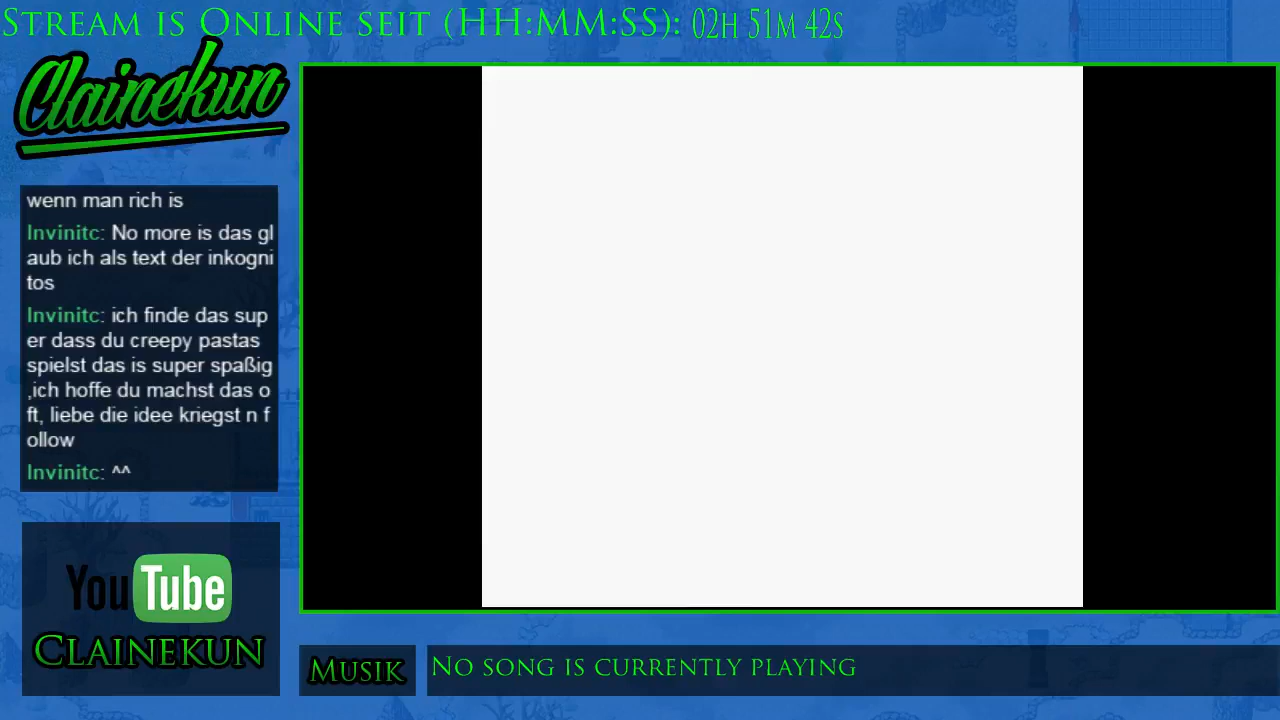 Stream is Online seit (HH:MM:SS): 02H 51M 42S
Clainekun
wenn man rich is
Invinitc: No more is das gl
aub ich als text der inkogni
tos
Invinitc: ich finde das sup
er dass du creepy pastas
spielst das is super spaßig
,ich hoffe du machst das o
ft, liebe die idee kriegst n f
ollow
Invinitc: ^^
YouTube
Clainekun
Musik
No song is currently playing